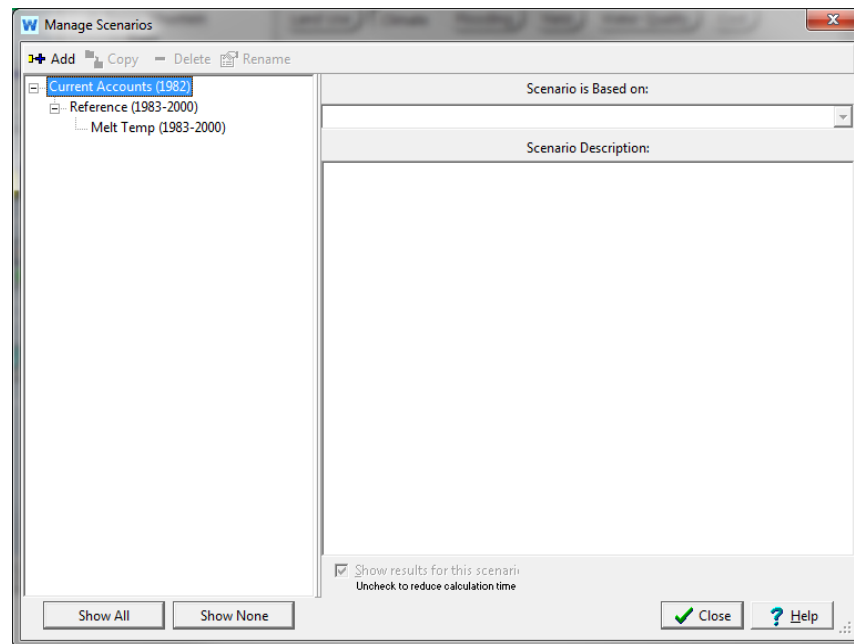 Manage Scenarios
Add Copy Delete Rename
Current Accounts (1982)
Reference (1983-2000)
Melt Temp (1983-2000)
Scenario is Based on:
Scenario Description:
Show results for this scenari
Uncheck to reduce calculation time
Show All Show None Close ? Help